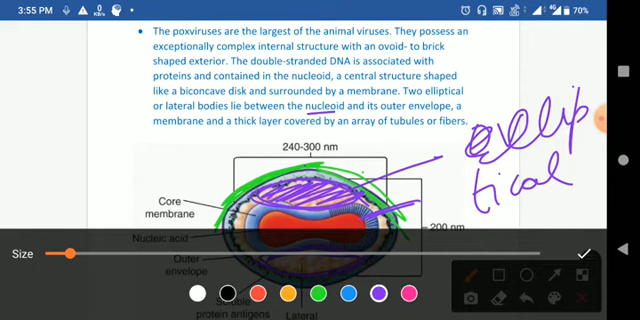 3:55 PM
0
KB/s
4G
70%
• The poxviruses are the largest of the animal viruses. They possess an
exceptionally complex internal structure with an ovoid- to brick
shaped exterior. The double-stranded DNA is associated with
proteins and contained in the nucleoid, a central structure shaped
like a biconcave disk and surrounded by a membrane. Two elliptical
or lateral bodies lie between the nucleoid and its outer envelope, a
membrane and a thick layer covered by an array of tubules or fibers.
ellip
tical
240-300 nm
Core
membrane
200 nm
Nucleic acid
Size
Outer
envelope
protein antigens
Lateral